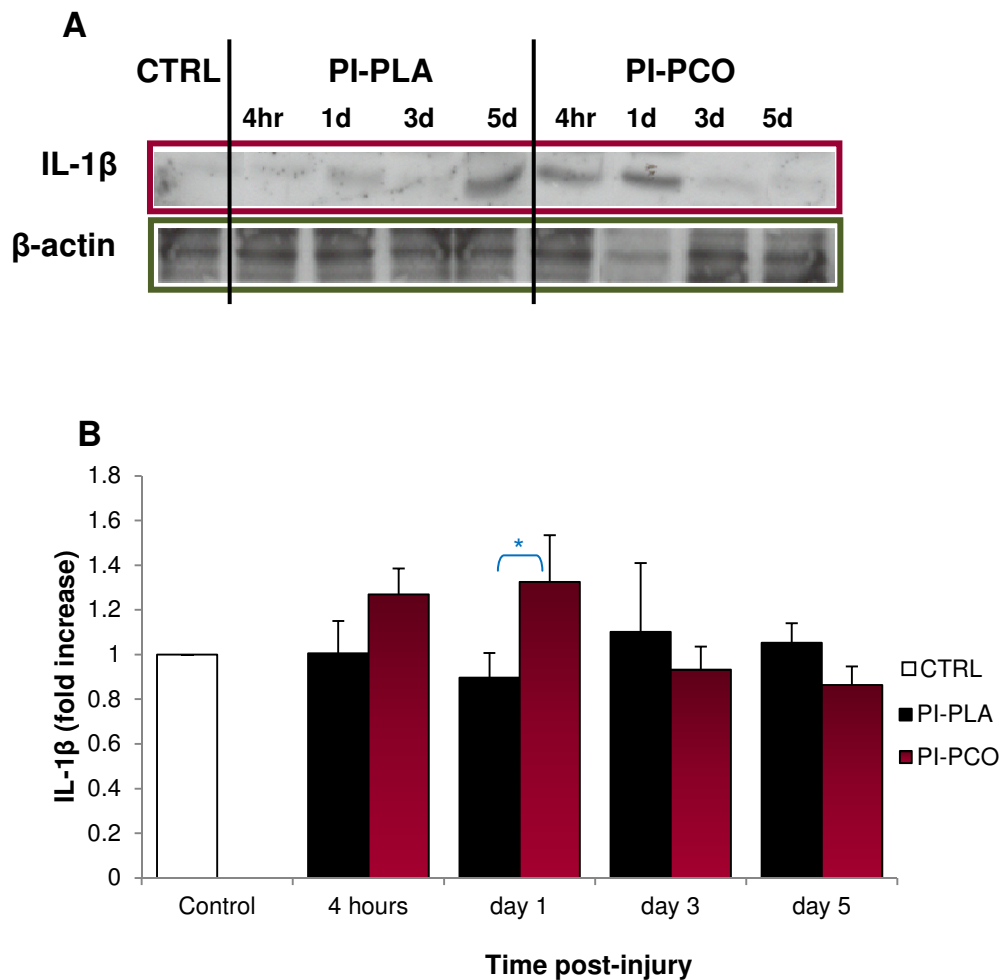 A
CTRL PI-PLA PI-PCO
4hr 1d 3d 5d 4hr 1d 3d 5d
IL-1β
β-actin
B
IL-1β (fold increase)
1.8
1.6
1.4
1.2
1
0.8
0.6
0.4
0.2
0
*
CTRL
PI-PLA
PI-PCO
Control 4 hours day 1 day 3 day 5
Time post-injury